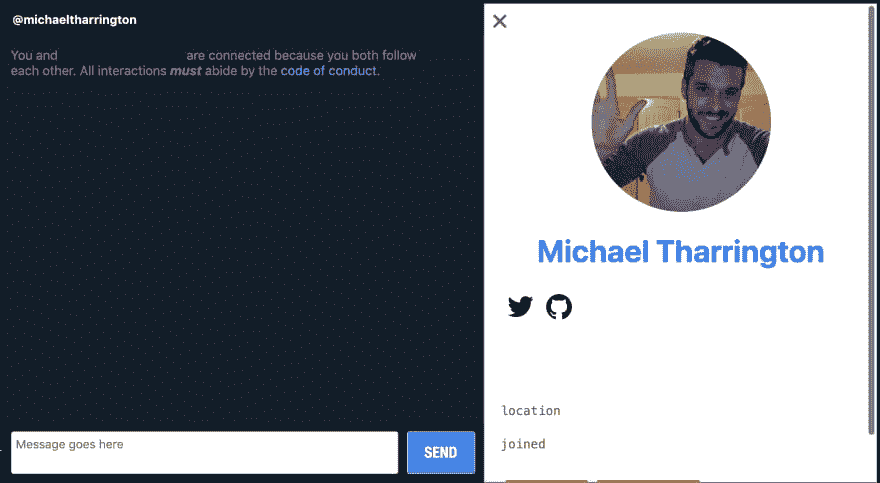 @michaeltharrington
You and are connected because you both follow
each other. All interactions must abide by the code of conduct.
Message goes here
SEND
Michael Tharrington
location
joined